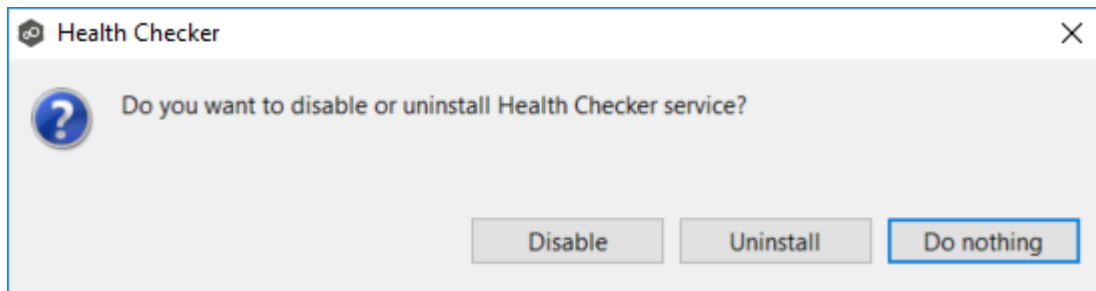 Health Checker
Do you want to disable or uninstall Health Checker service?
Disable
Uninstall
Do nothing